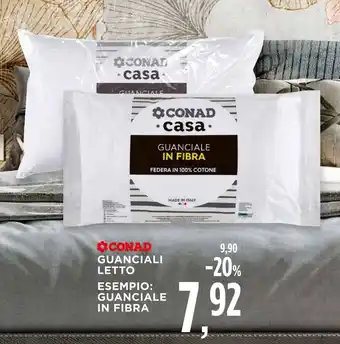 CONAD
• casa •
GUANCIALE
CONAD
• casa •
GUANCIALE
IN FIBRA
FEDERA IN 100% COTONE
MADE IN ITALY
CONAD
GUANCIALI
LETTO
ESEMPIO:
GUANCIALE
IN FIBRA
9,90
-20%
7,92